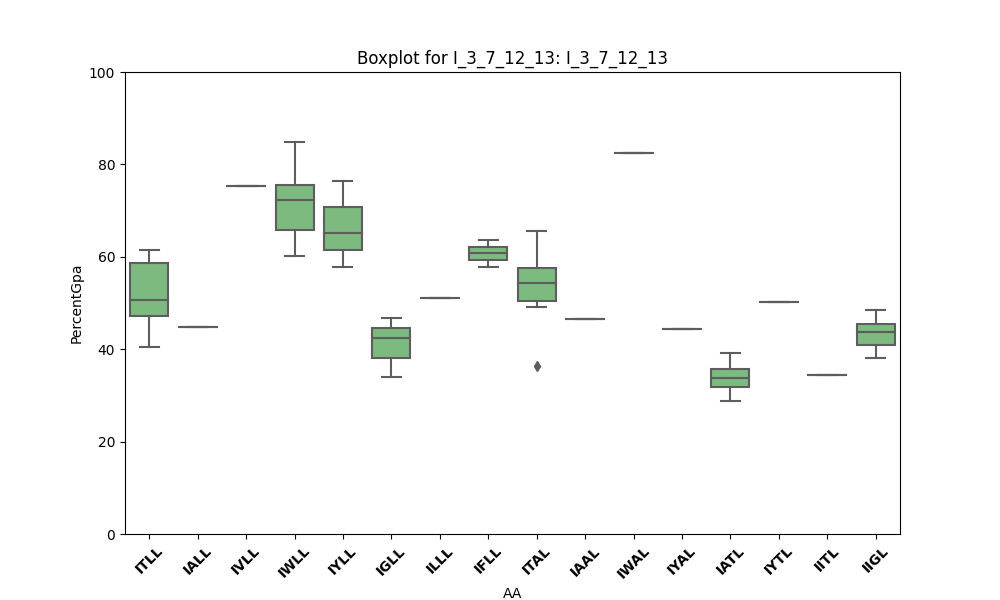 Boxplot for I_3_7_12_13: I_3_7_12_13
100
80
60
40
20
0
PercentGpa
ITLL IALL IVLL IWLL IYLL IGLL ILLL IFLL ITAL IAAL IWAL IYAL IATL IYTL IITL IIGL
AA